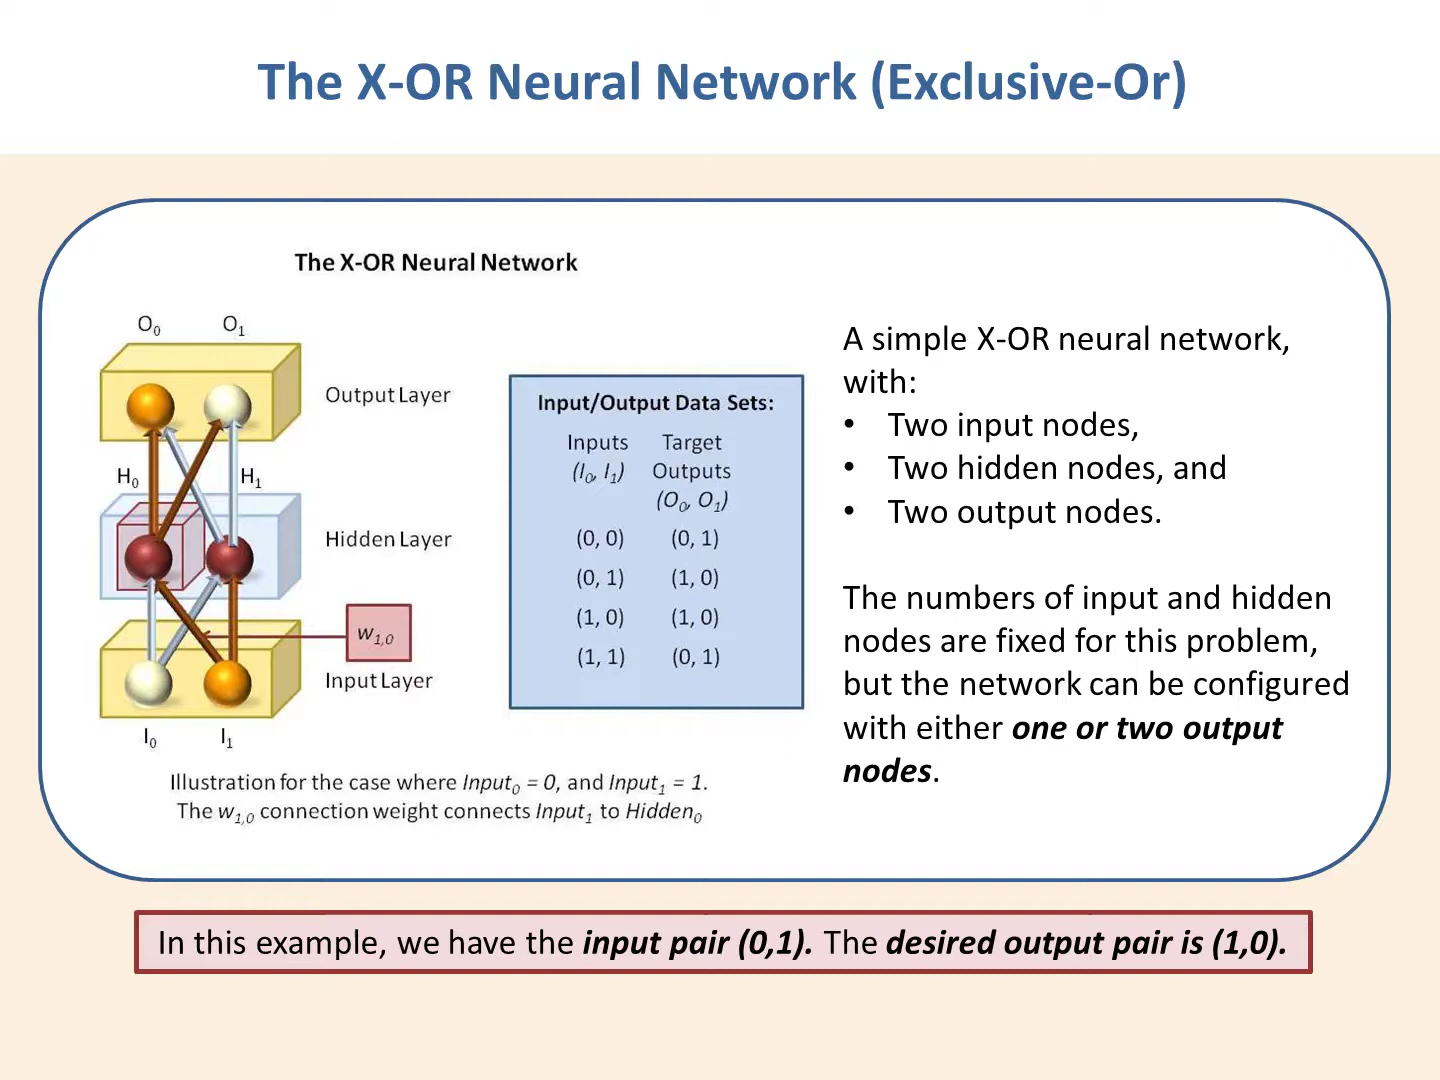 The X-OR Neural Network (Exclusive-Or)
The X-OR Neural Network
O0 O1
Output Layer
H0 H1
Hidden Layer
w1,0
Input Layer
I0 I1
Input/Output Data Sets:
Inputs Target
(I0, I1) Outputs
(O0, O1)
(0, 0) (0, 1)
(0, 1) (1, 0)
(1, 0) (1, 0)
(1, 1) (0, 1)
Illustration for the case where Input0 = 0, and Input1 = 1.
The w1,0 connection weight connects Input1 to Hidden0
A simple X-OR neural network,
with:
• Two input nodes,
• Two hidden nodes, and
• Two output nodes.
The numbers of input and hidden
nodes are fixed for this problem,
but the network can be configured
with either one or two output
nodes.
In this example, we have the input pair (0,1). The desired output pair is (1,0).